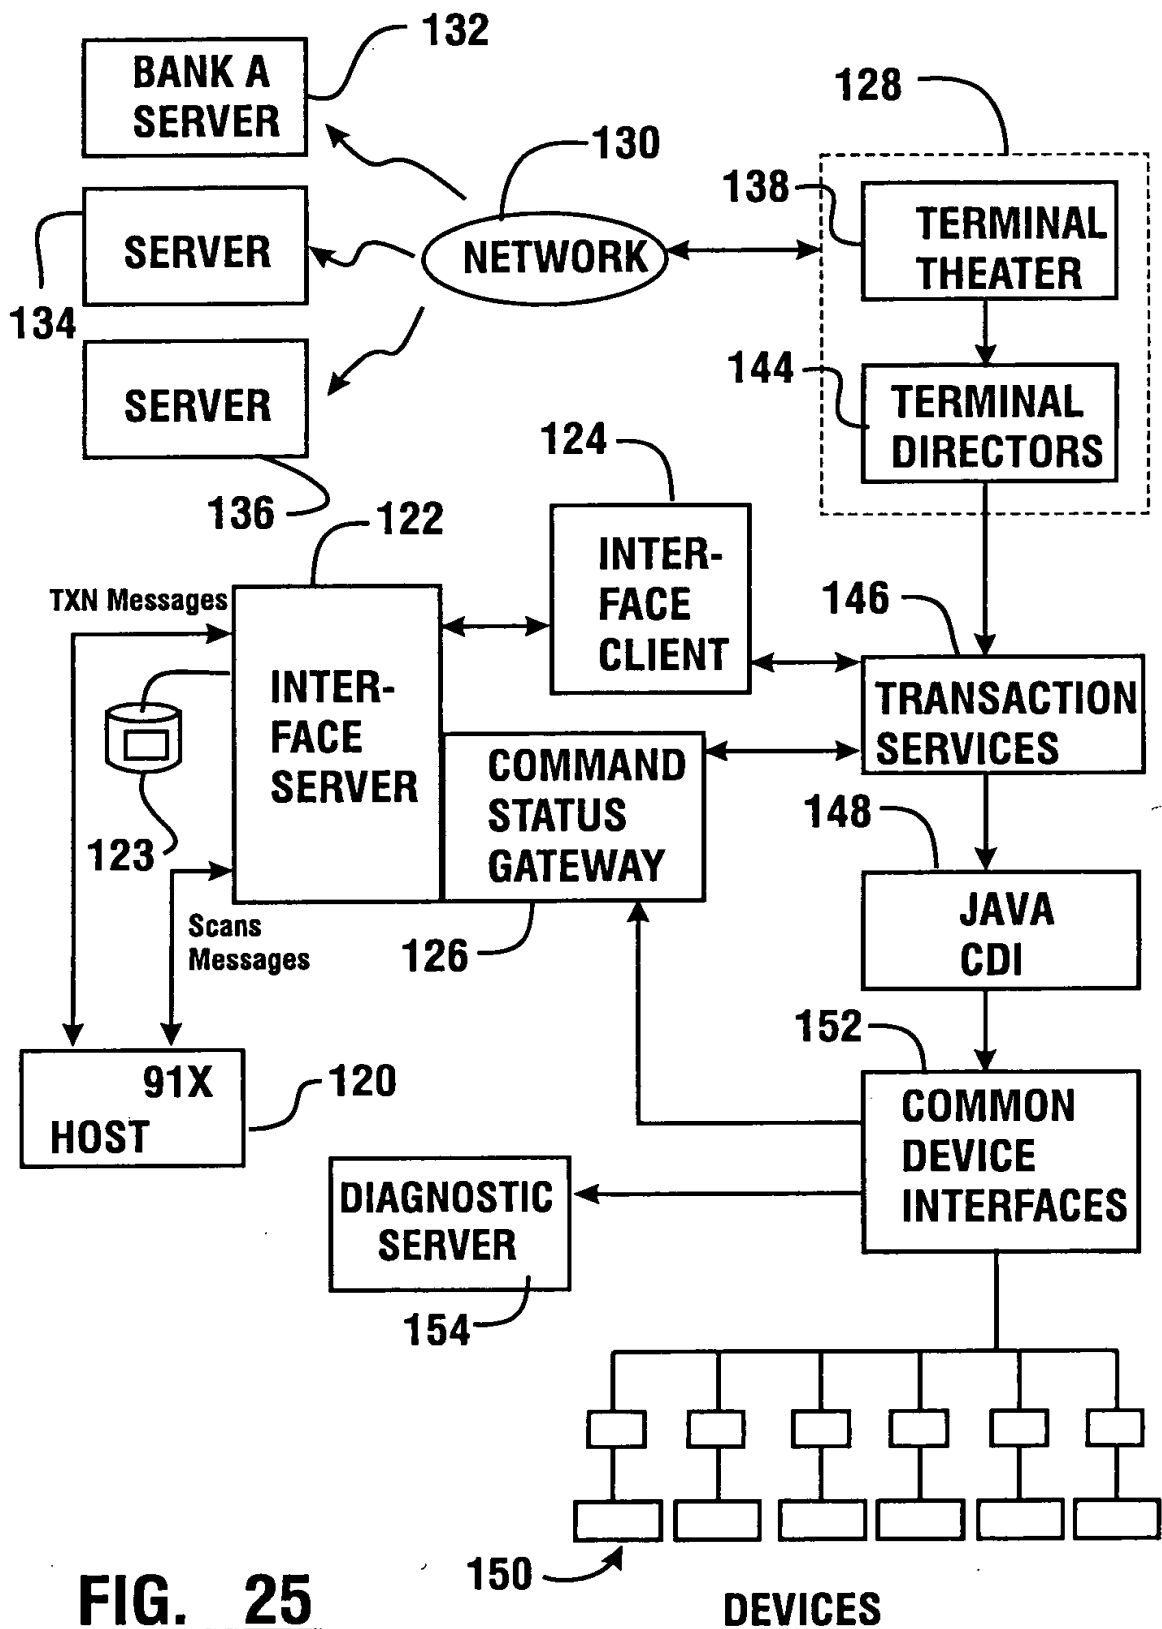 132
BANK A
SERVER
128
130
138
TERMINAL
THEATER
SERVER
NETWORK
134
144
SERVER
TERMINAL
DIRECTORS
124
136
122
INTER-
FACE
CLIENT
TXN Messages
146
INTER-
FACE
SERVER
TRANSACTION
SERVICES
COMMAND
STATUS
GATEWAY
148
123
JAVA
CDI
Scans
Messages
126
152
91X
HOST
120
COMMON
DEVICE
INTERFACES
DIAGNOSTIC
SERVER
154
150
FIG. 25
DEVICES